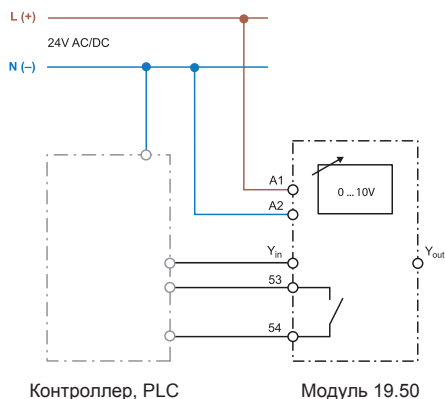 L (+)
24V AC/DC
N (–)
A1
0 ... 10V
A2
Yin
Yout
53
54
Контроллер, PLC
Модуль 19.50